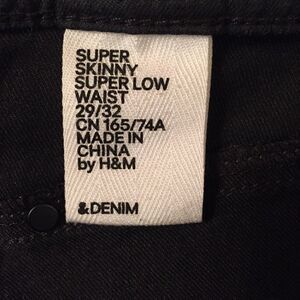 SUPER
SKINNY
SUPER LOW
WAIST
29/32
CN 165/74A
MADE IN
CHINA
by H&M
&DENIM